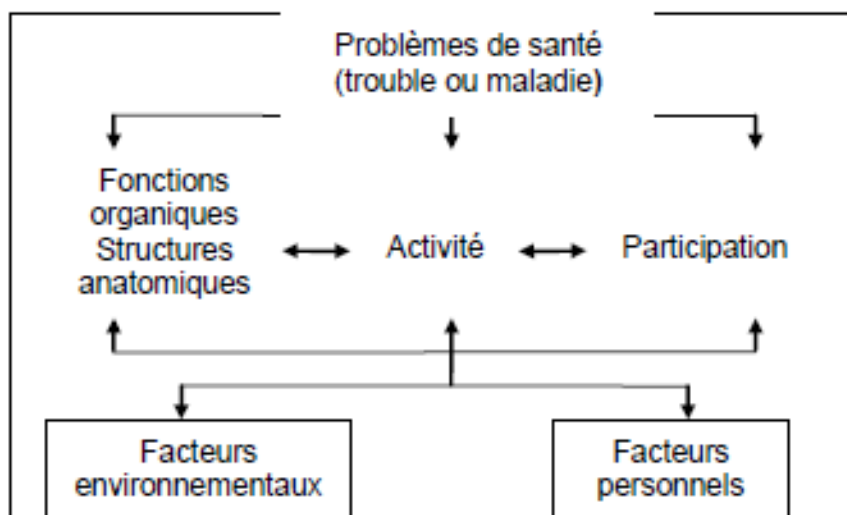 Problèmes de santé
(trouble ou maladie)
Fonctions
organiques
Structures
anatomiques
Activité
Participation
Facteurs
environnementaux
Facteurs
personnels